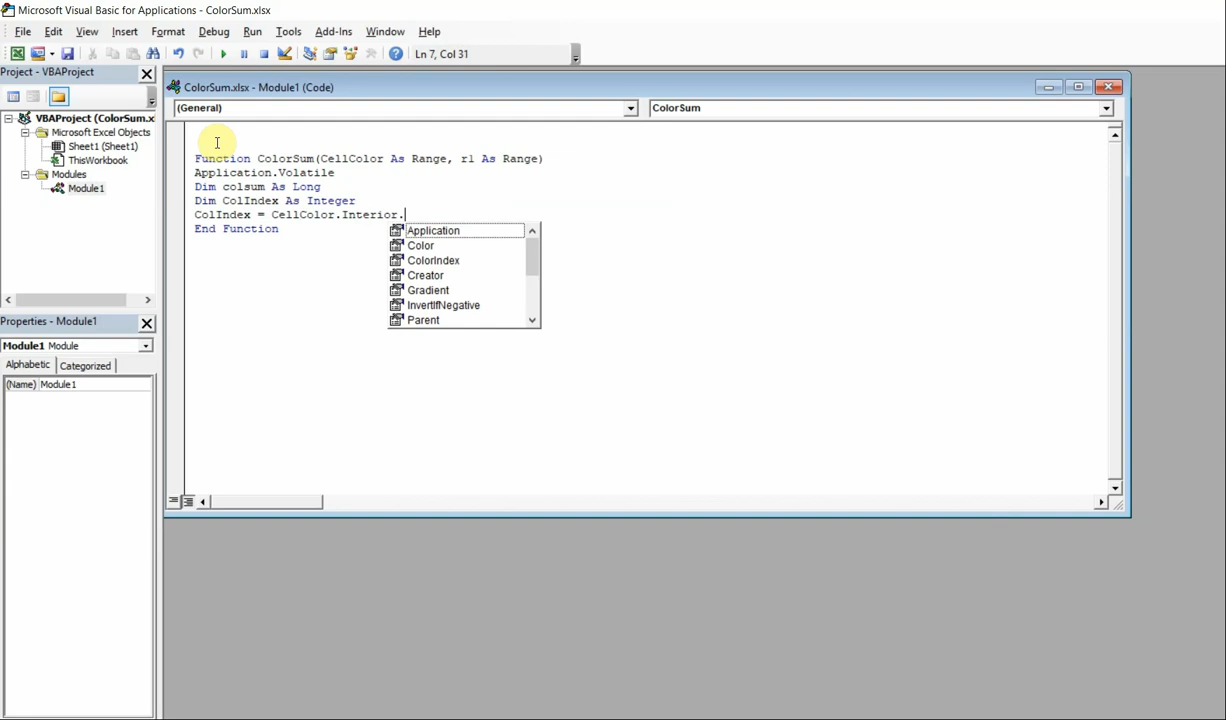 Microsoft Visual Basic for Applications - ColorSum.xlsx
File Edit View Insert Format Debug Run Tools Add-Ins Window Help
Ln 7, Col 31
Project - VBAProject
VBAProject (ColorSum.x
Microsoft Excel Objects
Sheet1 (Sheet1)
ThisWorkbook
Modules
Module1
Properties - Module1
Module1 Module
Alphabetic Categorized
(Name) Module1
ColorSum.xlsx - Module1 (Code)
(General) ColorSum
Function ColorSum(CellColor As Range, r1 As Range)
Application.Volatile
Dim colsum As Long
Dim ColIndex As Integer
ColIndex = CellColor.Interior.
End Function
Application
Color
ColorIndex
Creator
Gradient
InvertIfNegative
Parent